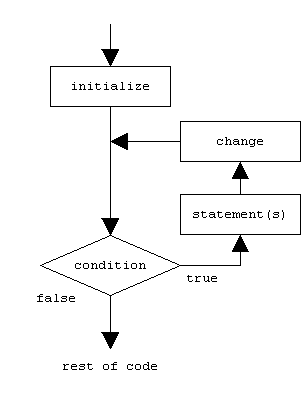 initialize
change
statement(s)
condition
true
false
rest of code